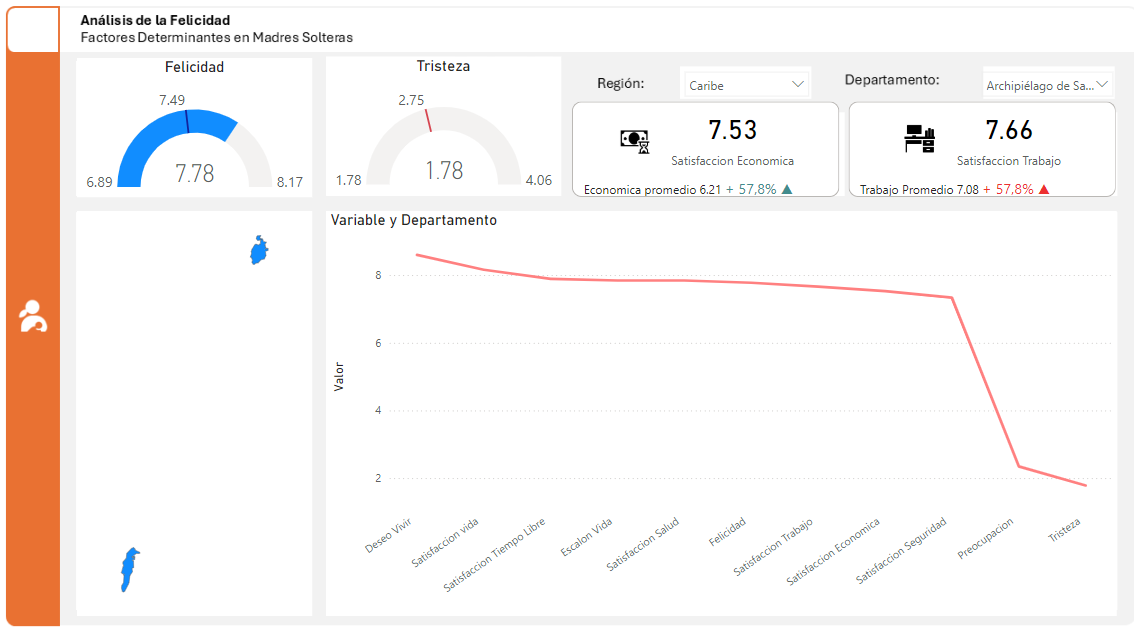 Análisis de la Felicidad
Factores Determinantes en Madres Solteras
Felicidad
7.49
6.89
7.78
8.17
Tristeza
2.75
1.78
1.78
4.06
Región:
Caribe
Departamento:
Archipiélago de Sa...
7.53
Satisfaccion Economica
Economica promedio 6.21 + 57,8% ▲
7.66
Satisfaccion Trabajo
Trabajo Promedio 7.08 + 57,8% ▲
Variable y Departamento
Valor
8
6
4
2
Deseo Vivir
Satisfaccion vida
Satisfaccion Tiempo Libre
Escalon Vida
Satisfaccion Salud
Felicidad
Satisfaccion Trabajo
Satisfaccion Economica
Satisfaccion Seguridad
Preocupacion
Tristeza